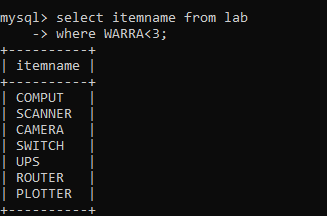 mysql> select itemname from lab
    -> where WARRA<3;
+----------+
| itemname |
+----------+
| COMPUT   |
| SCANNER  |
| CAMERA   |
| SWITCH   |
| UPS      |
| ROUTER   |
| PLOTTER  |
+----------+